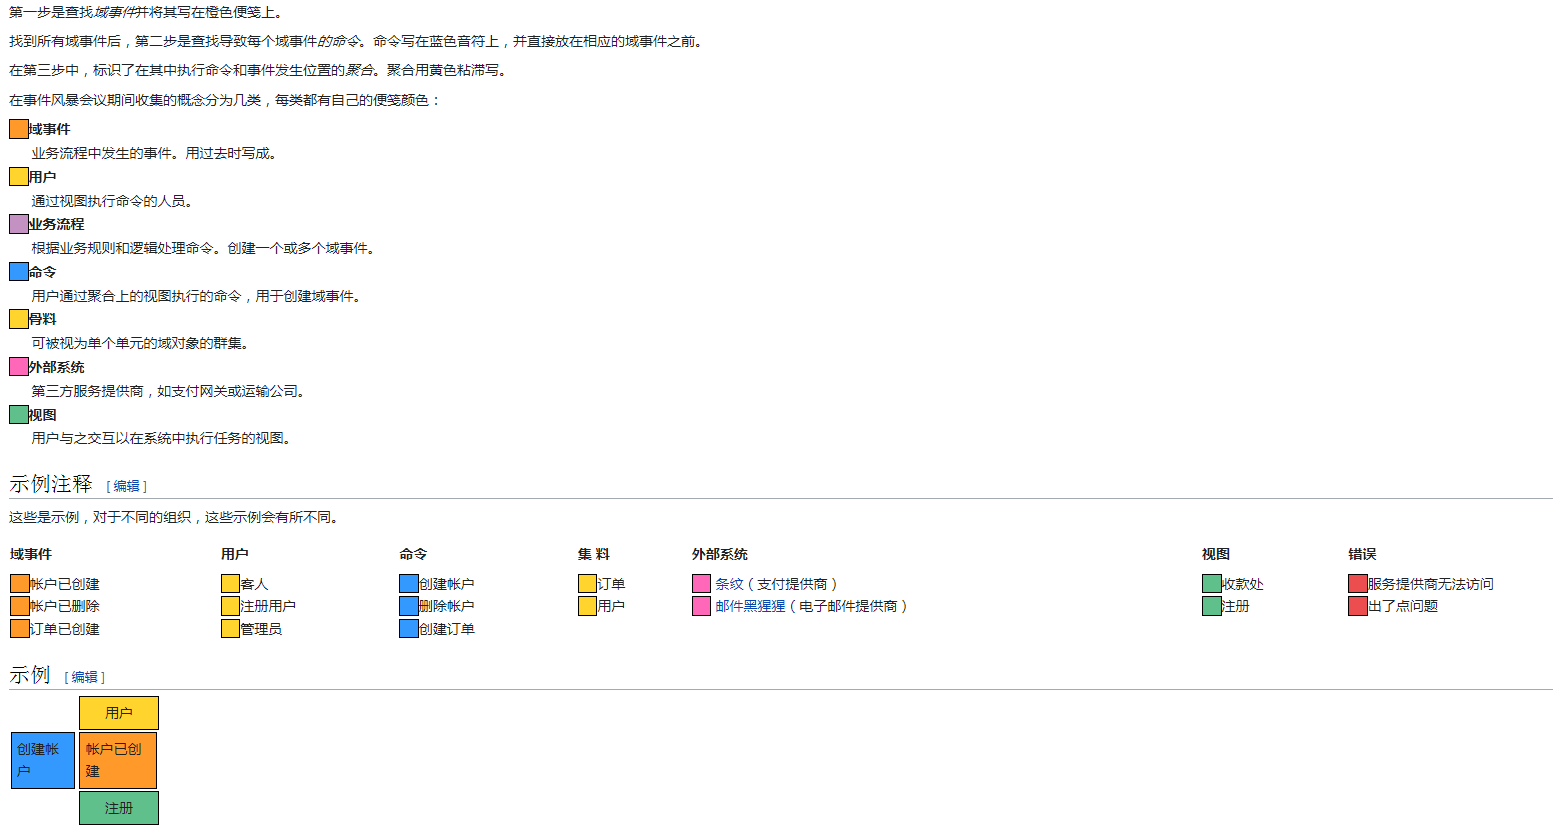 第一步是查找域事件并将其写在橙色便笺上。
找到所有域事件后，第二步是查找导致每个域事件的命令。命令写在蓝色音符上，并直接放在相应的域事件之前。
在第三步中，标识了在其中执行命令和事件发生位置的聚合。聚合用黄色粘滞写。
在事件风暴会议期间收集的概念分为几类，每类都有自己的便笺颜色：
域事件
业务流程中发生的事件。用过去时写成。
用户
通过视图执行命令的人员。
业务流程
根据业务规则和逻辑处理命令。创建一个或多个域事件。
命令
用户通过聚合上的视图执行的命令，用于创建域事件。
骨料
可被视为单个单元的域对象的群集。
外部系统
第三方服务提供商，如支付网关或运输公司。
视图
用户与之交互以在系统中执行任务的视图。
示例注释 [ 编辑 ]
这些是示例，对于不同的组织，这些示例会有所不同。
域事件 用户 命令 集 料 外部系统 视图 错误
帐户已创建 客人 创建帐户 订单 条纹（支付提供商） 收款处 服务提供商无法访问
帐户已删除 注册用户 删除帐户 用户 邮件黑猩猩（电子邮件提供商） 注册 出了点问题
订单已创建 管理员 创建订单
示例 [ 编辑 ]
用户
创建帐
户
帐户已创
建
注册